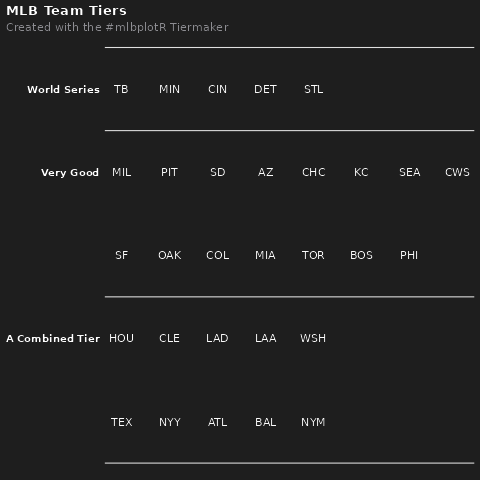 MLB Team Tiers
Created with the #mlbplotR Tiermaker
World Series TB MIN CIN DET STL
Very Good MIL PIT SD AZ CHC KC SEA CWS
SF OAK COL MIA TOR BOS PHI
A Combined Tier HOU CLE LAD LAA WSH
TEX NYY ATL BAL NYM